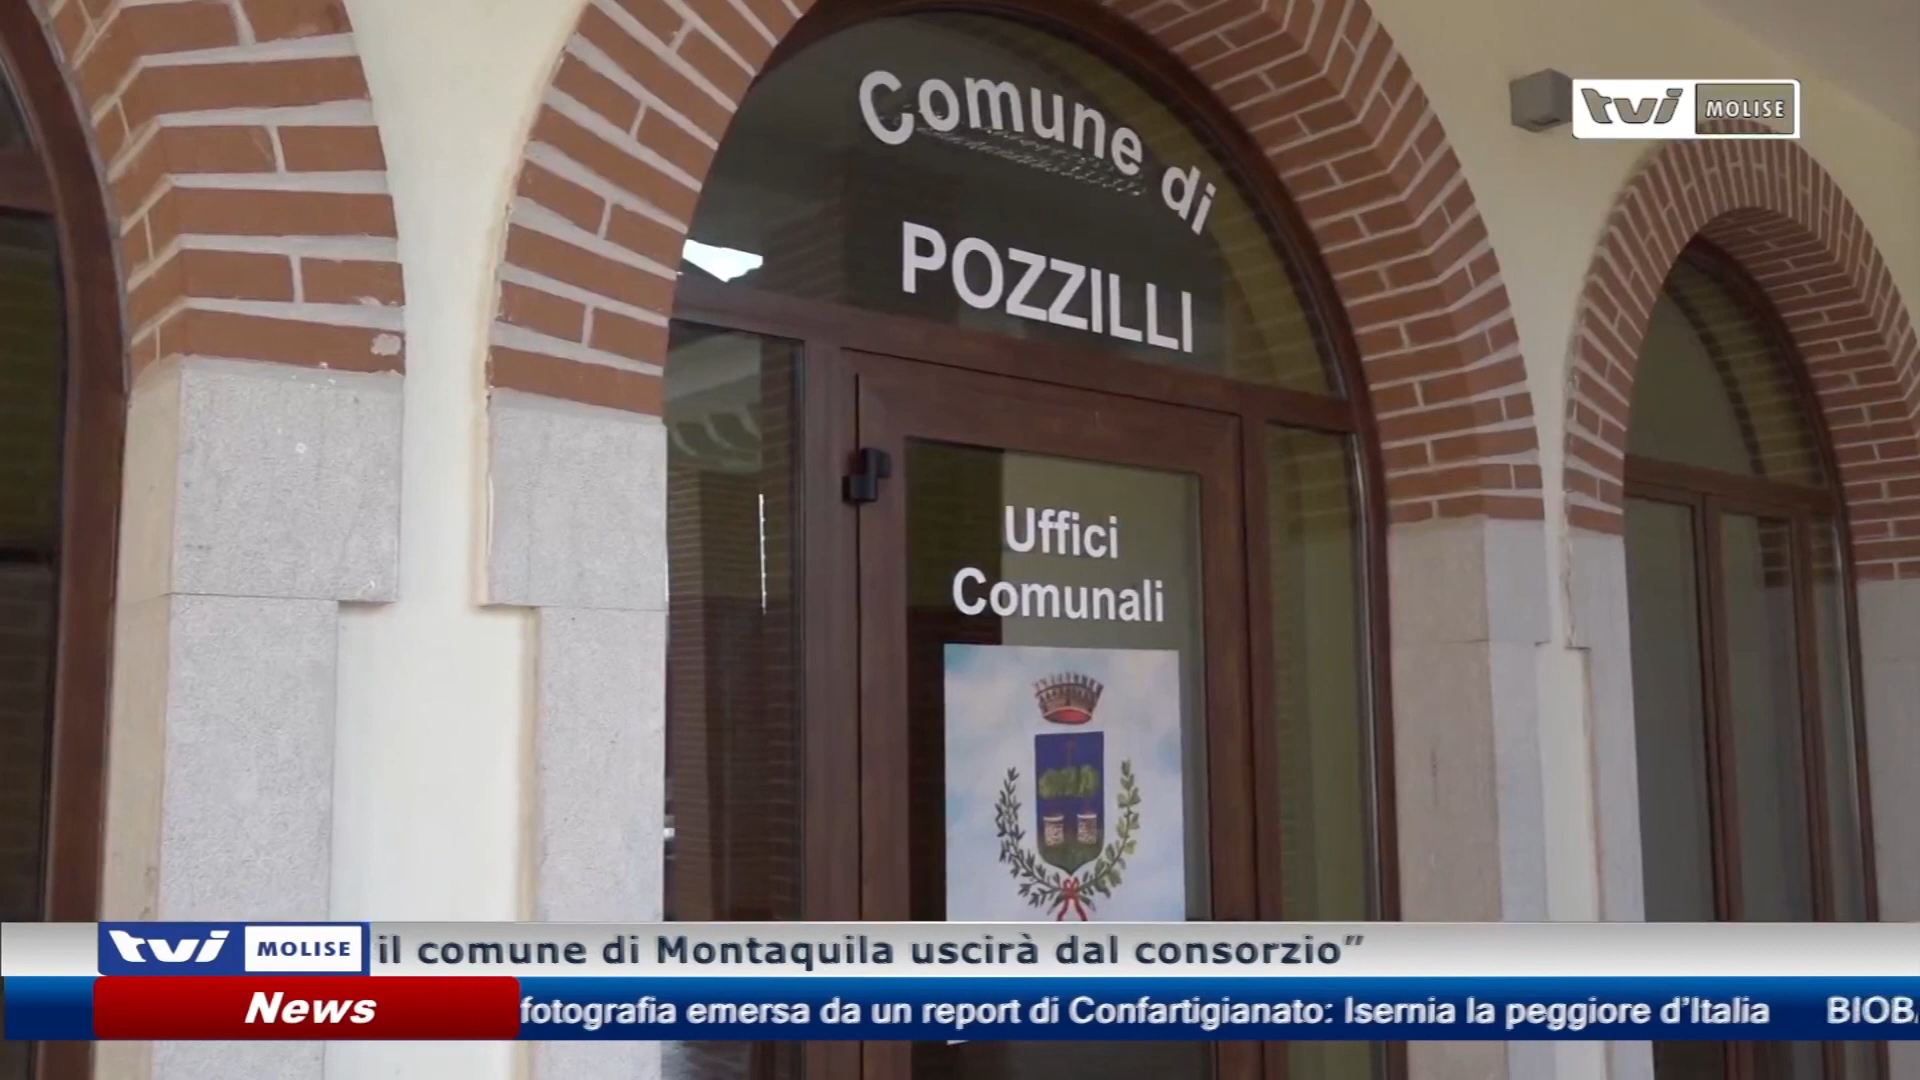 Comune di
POZZILLI
tvi MOLISE
Uffici
Comunali
tvi MOLISE il comune di Montaquila uscirà dal consorzio”
News fotografia emersa da un report di Confartigianato: Isernia la peggiore d’Italia